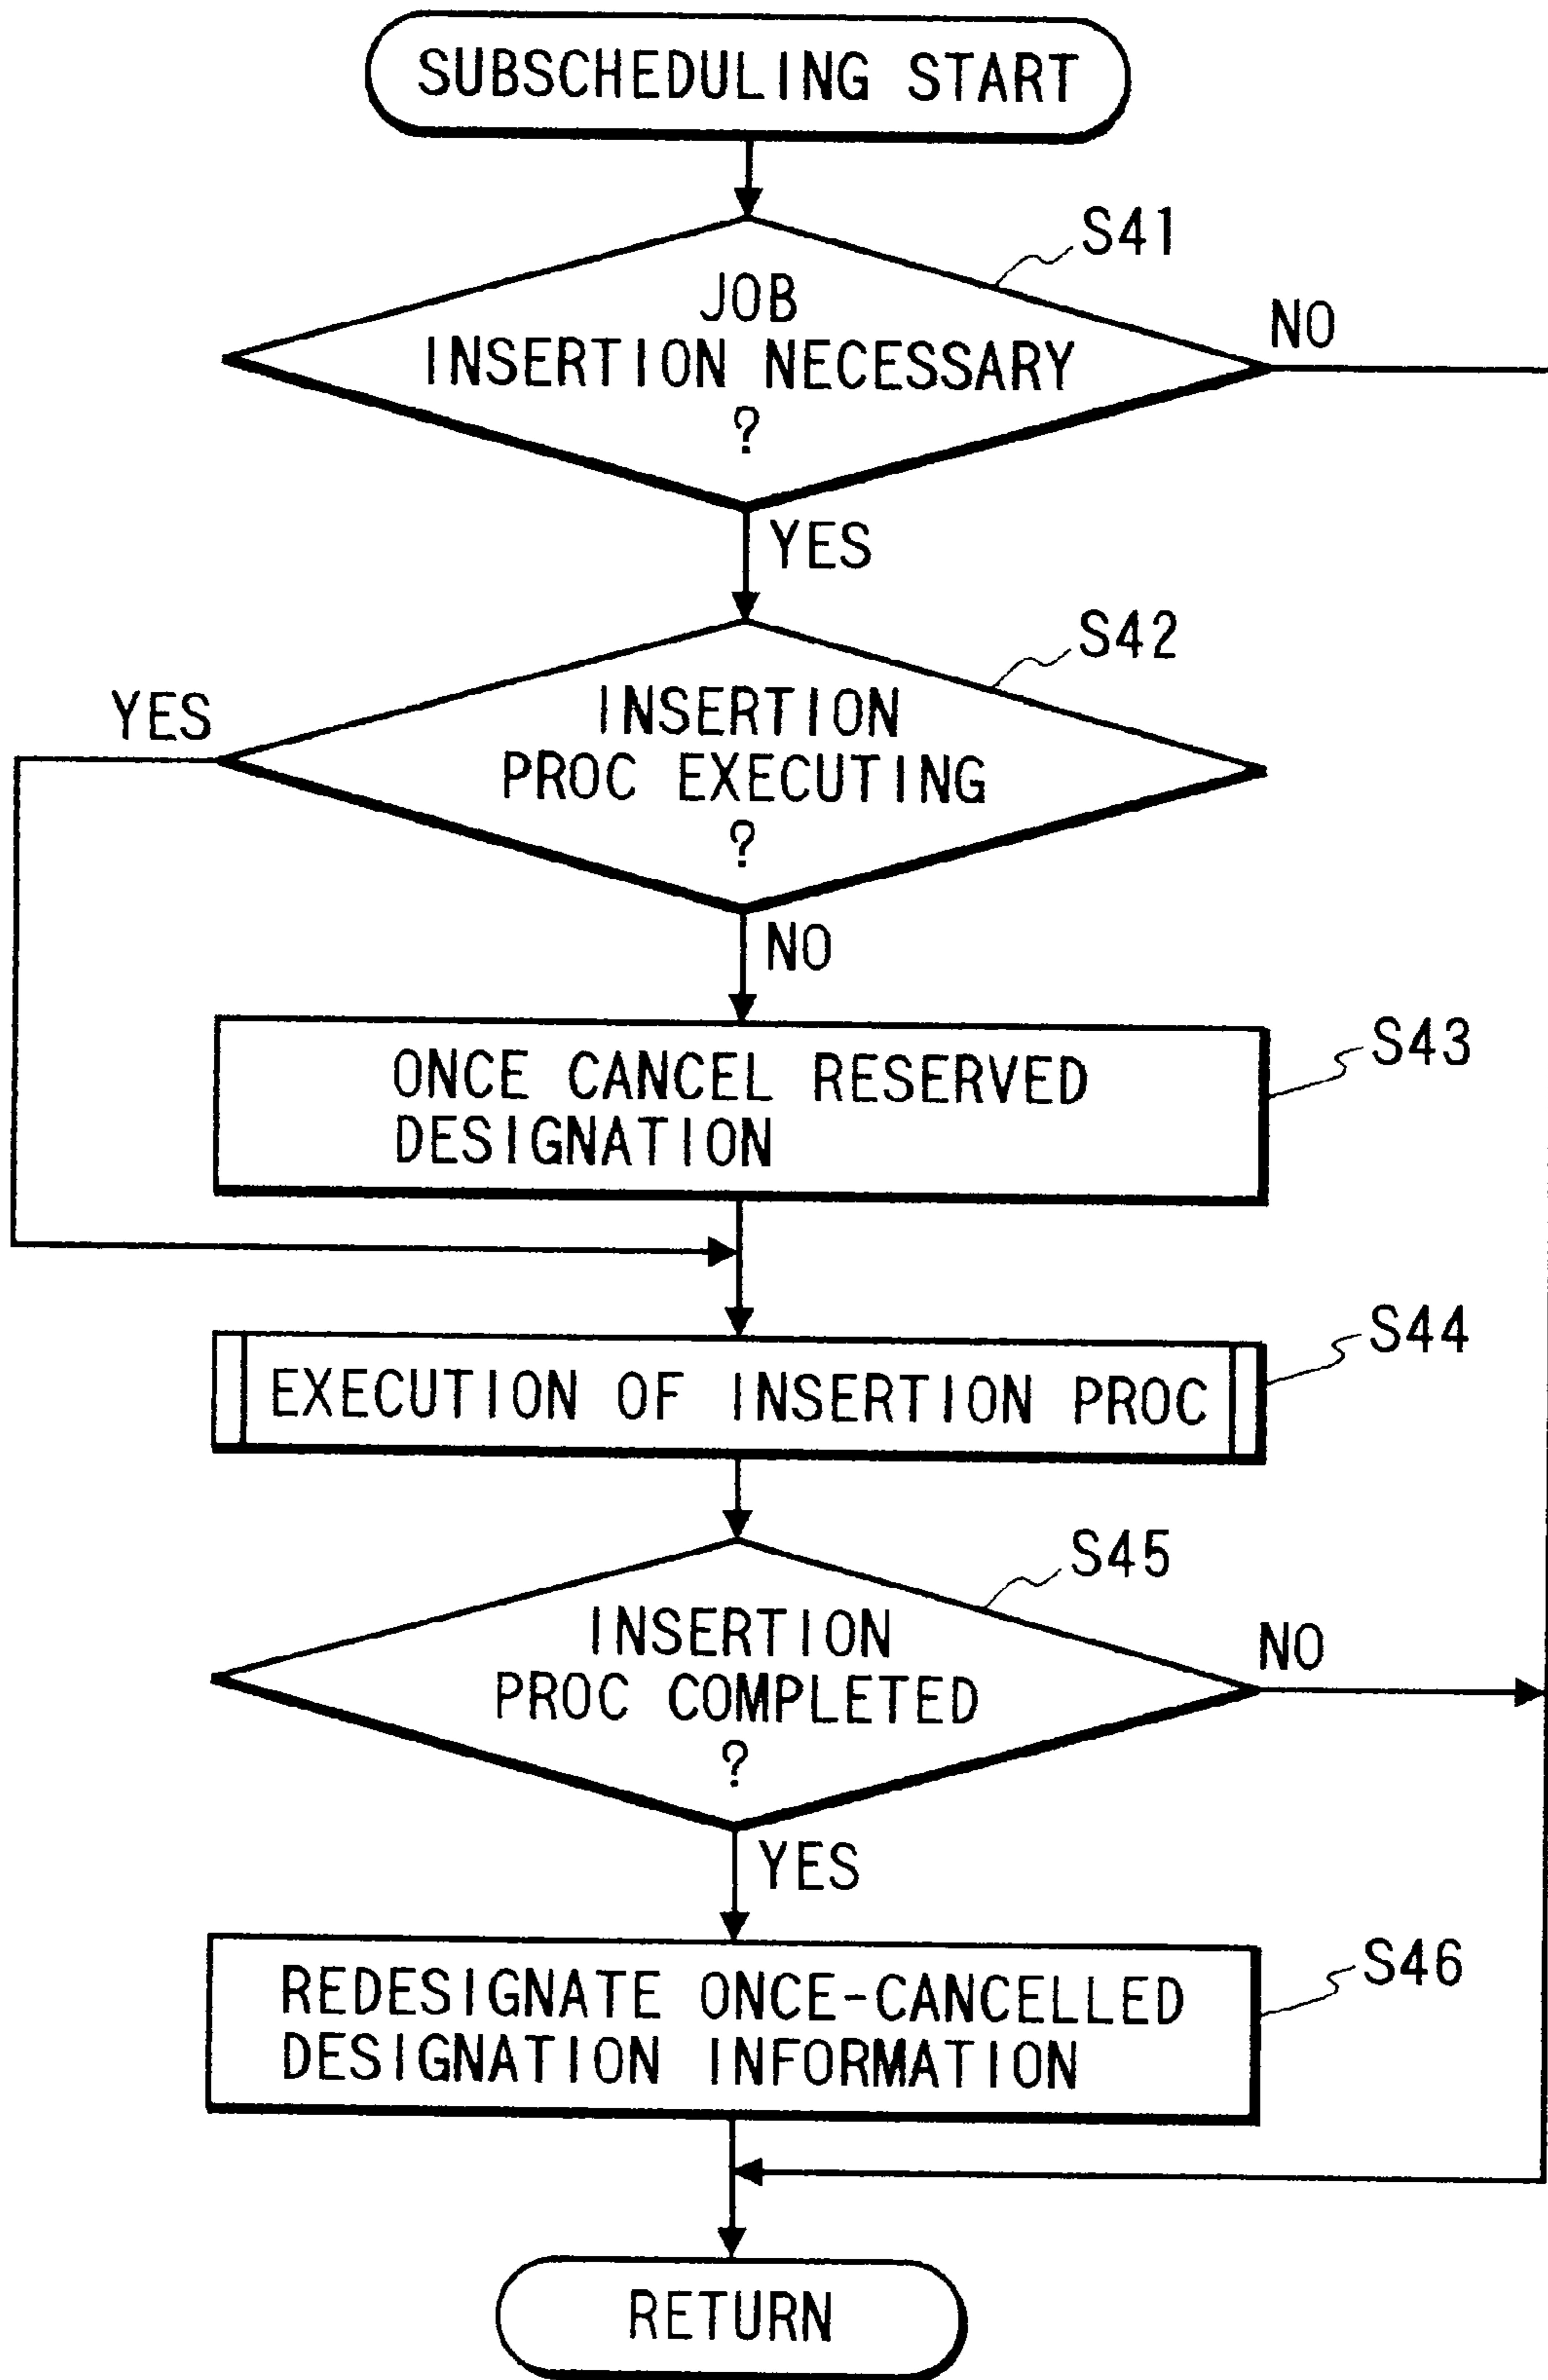 SUBSCHEDULING START
S41
JOB
INSERTION NECESSARY
?
NO
YES
S42
INSERTION
PROC EXECUTING
?
YES
NO
S43
ONCE CANCEL RESERVED
DESIGNATION
S44
EXECUTION OF INSERTION PROC
S45
INSERTION
PROC COMPLETED
?
NO
YES
S46
REDESIGNATE ONCE-CANCELLED
DESIGNATION INFORMATION
RETURN